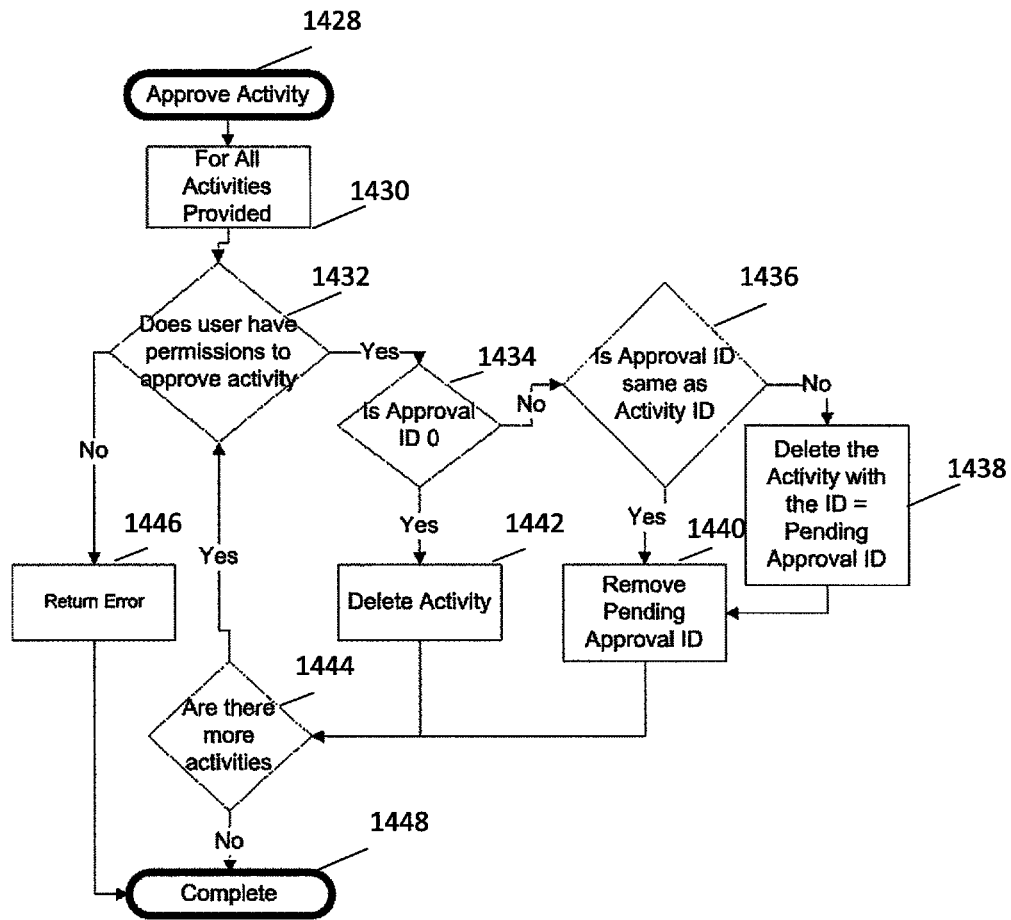 1428
Approve Activity
For All
Activities
Provided
1430
1432
Does user have
permissions to
approve activity
Yes
1434
Is Approval
ID 0
No
1436
Is Approval ID
same as
Activity ID
No
Delete the
Activity with
the ID =
Pending
Approval ID
1438
No
1446
Return Error
Yes
Yes
1442
Delete Activity
Yes
1440
Remove
Pending
Approval ID
1444
Are there
more
activities
No
1448
Complete